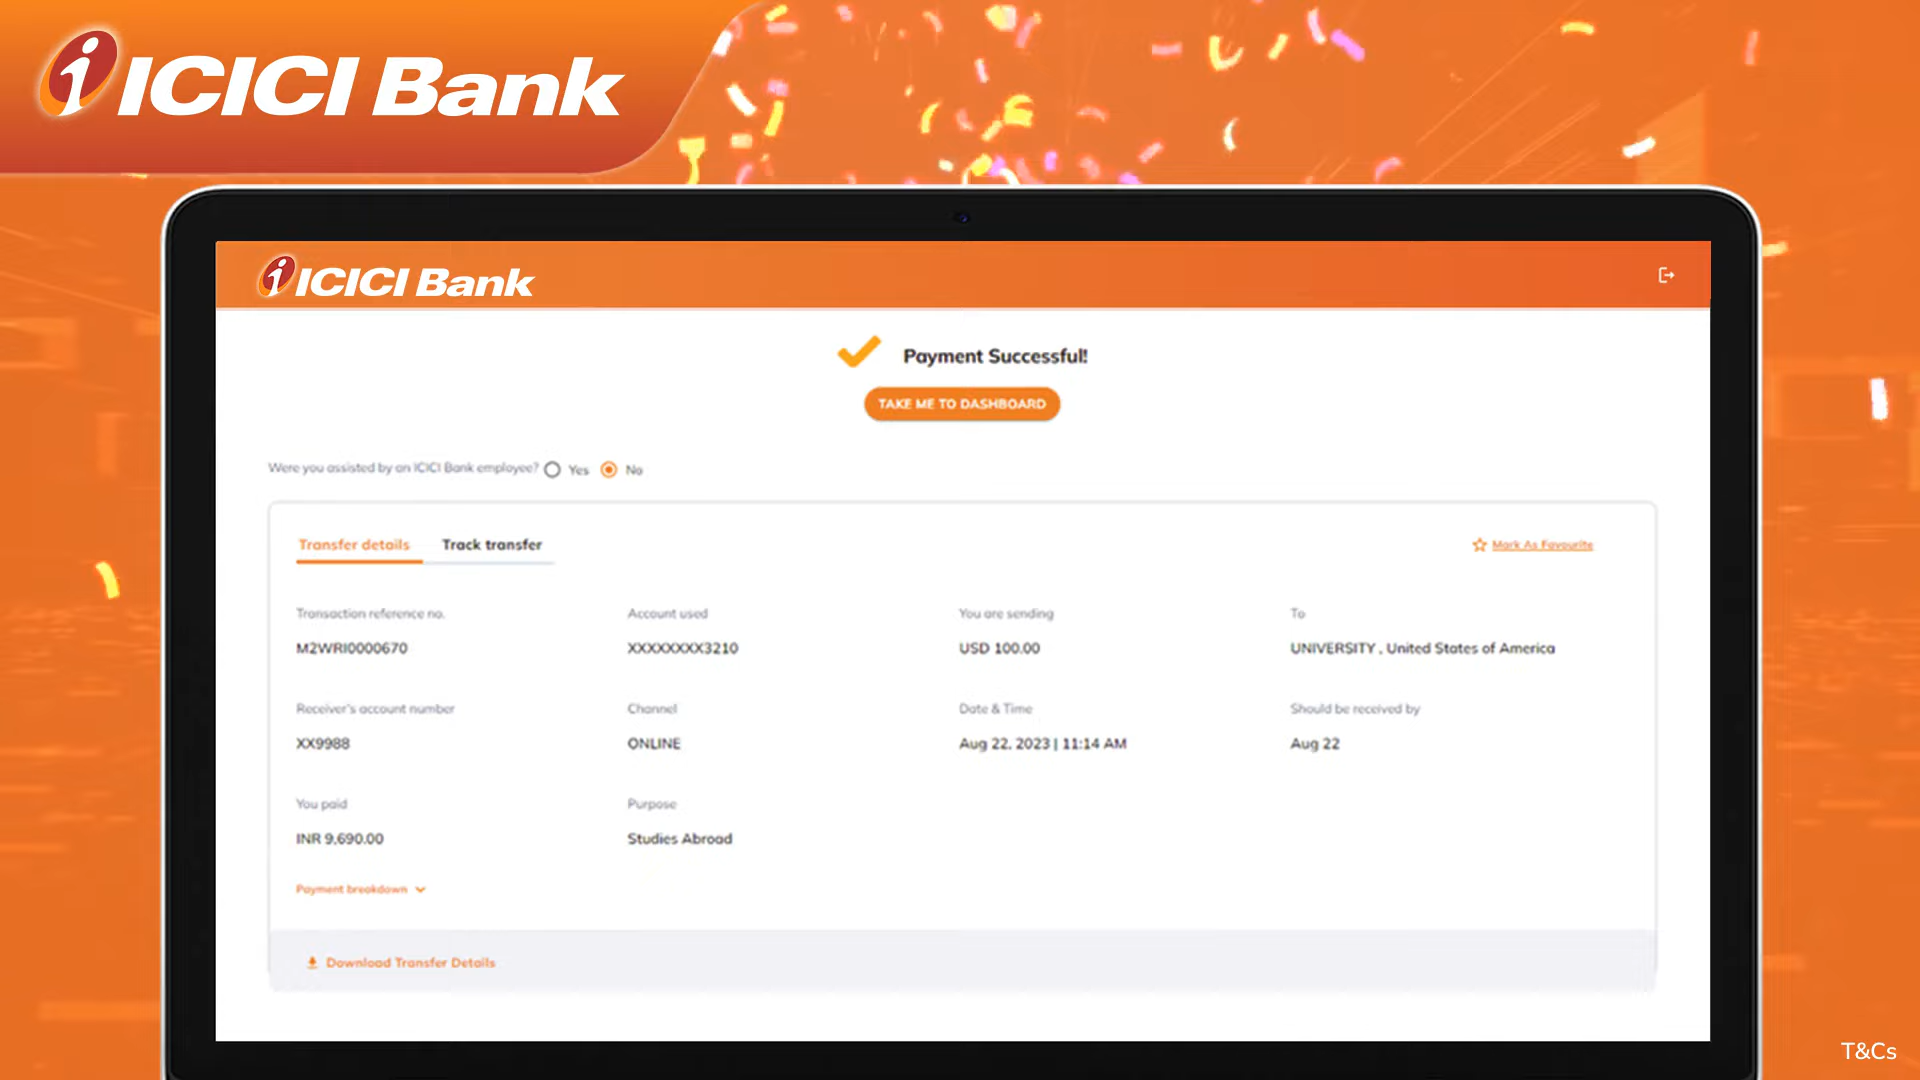 ICICI Bank
ICICI Bank
Payment Successful!
TAKE ME TO DASHBOARD
Were you assisted by an ICICI Bank employee? Yes No
Transfer details Track transfer Mark As Favourite
Transaction reference no. Account used You are sending To
M2WRI0000670 XXXXXXXX3210 USD 100.00 UNIVERSITY , United States of America
Receiver's account number Channel Date & Time Should be received by
XX9988 ONLINE Aug 22, 2023 | 11:14 AM Aug 22
You paid Purpose
INR 9,690.00 Studies Abroad
Payment breakdown
Download Transfer Details
T&Cs